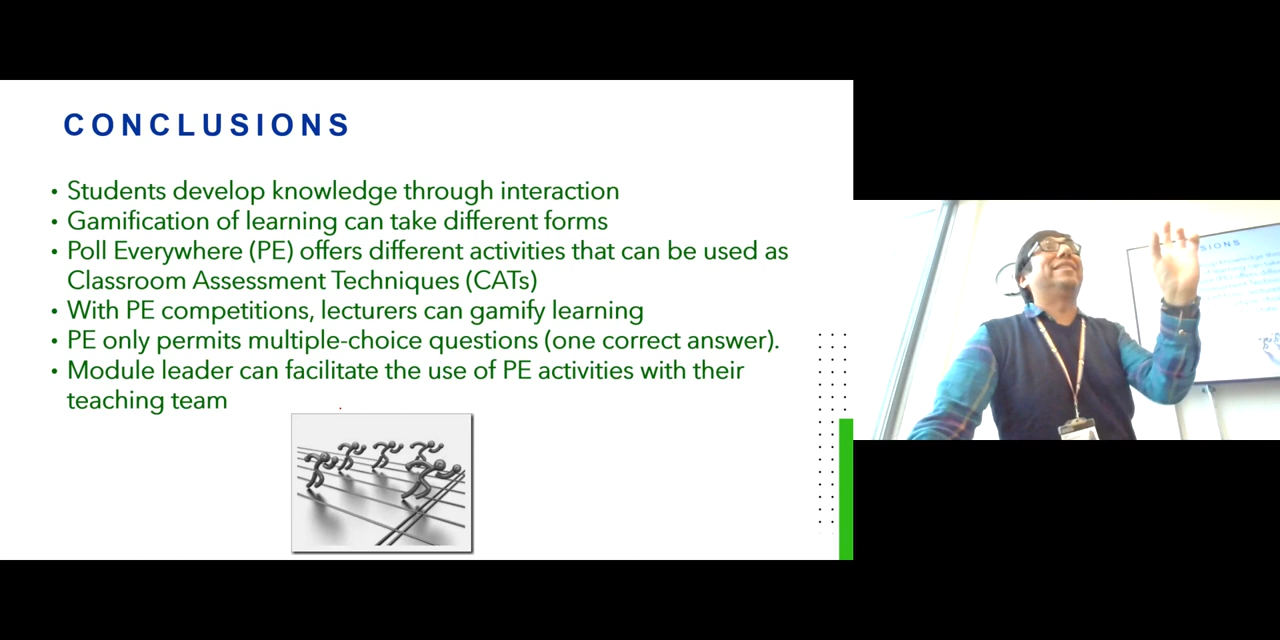 CONCLUSIONS
• Students develop knowledge through interaction
• Gamification of learning can take different forms
• Poll Everywhere (PE) offers different activities that can be used as
Classroom Assessment Techniques (CATs)
• With PE competitions, lecturers can gamify learning
• PE only permits multiple-choice questions (one correct answer).
• Module leader can facilitate the use of PE activities with their
teaching team